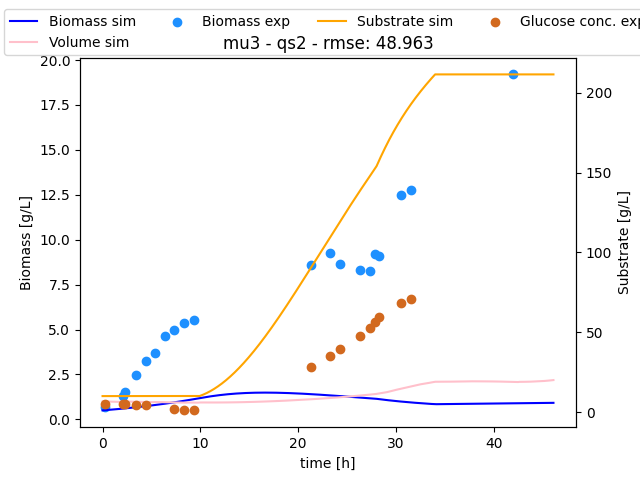 Biomass sim Biomass exp Substrate sim Glucose conc. exp
Volume sim
mu3 - qs2 - rmse: 48.963
20.0
17.5
15.0
12.5
10.0
7.5
5.0
2.5
0.0
Biomass [g/L]
200
150
100
50
0
Substrate [g/L]
0 10 20 30 40
time [h]